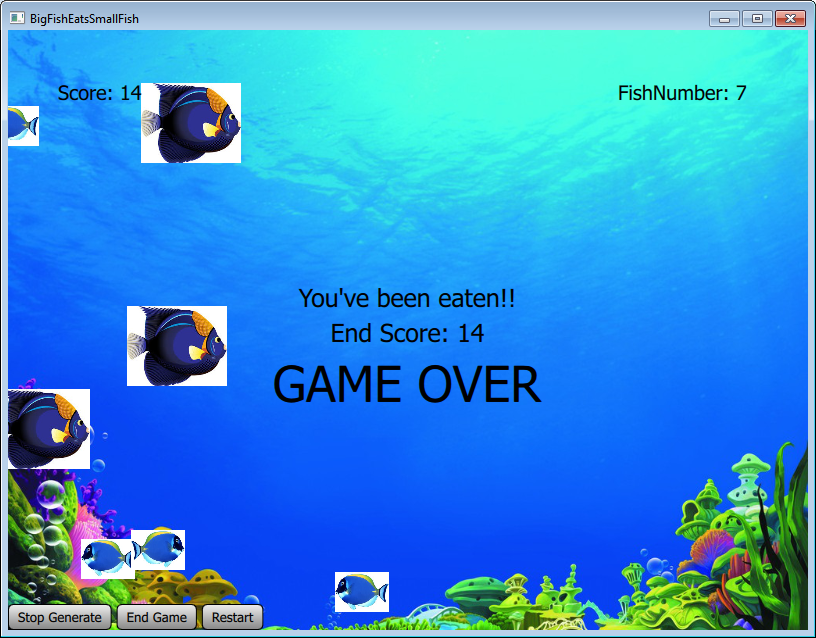 BigFishEatsSmallFish
Score: 14
FishNumber: 7
You've been eaten!!
End Score: 14
GAME OVER
Stop Generate
End Game
Restart